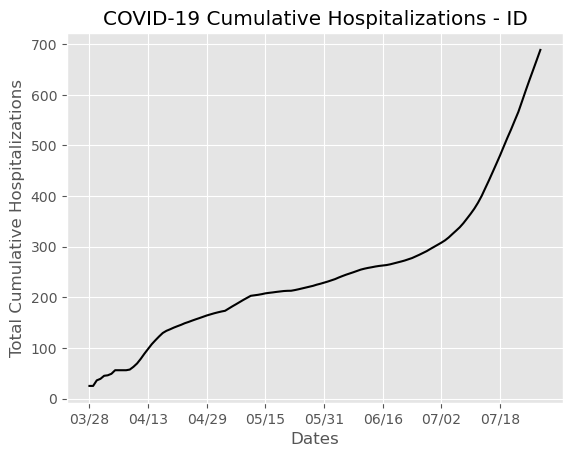 COVID-19 Cumulative Hospitalizations - ID
Total Cumulative Hospitalizations
700
600
500
400
300
200
100
0
03/28 04/13 04/29 05/15 05/31 06/16 07/02 07/18
Dates